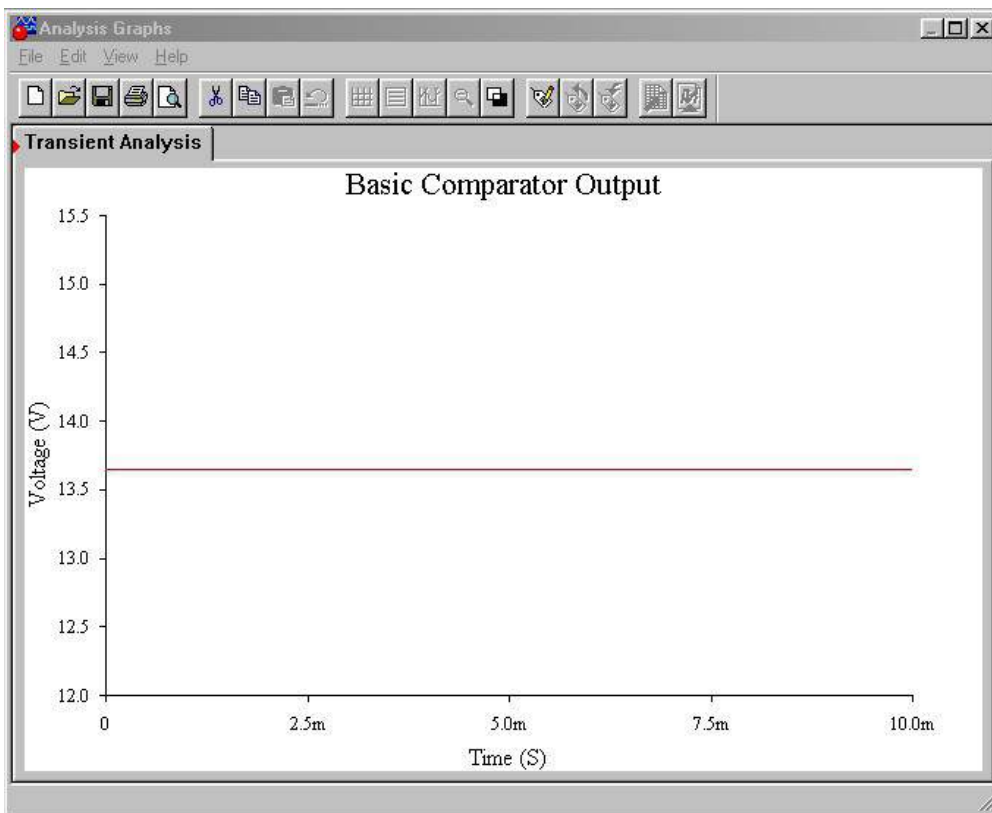 Analysis Graphs
File Edit View Help
Transient Analysis
Basic Comparator Output
15.5
15.0
14.5
14.0
13.5
13.0
12.5
12.0
Voltage (V)
0 2.5m 5.0m 7.5m 10.0m
Time (S)